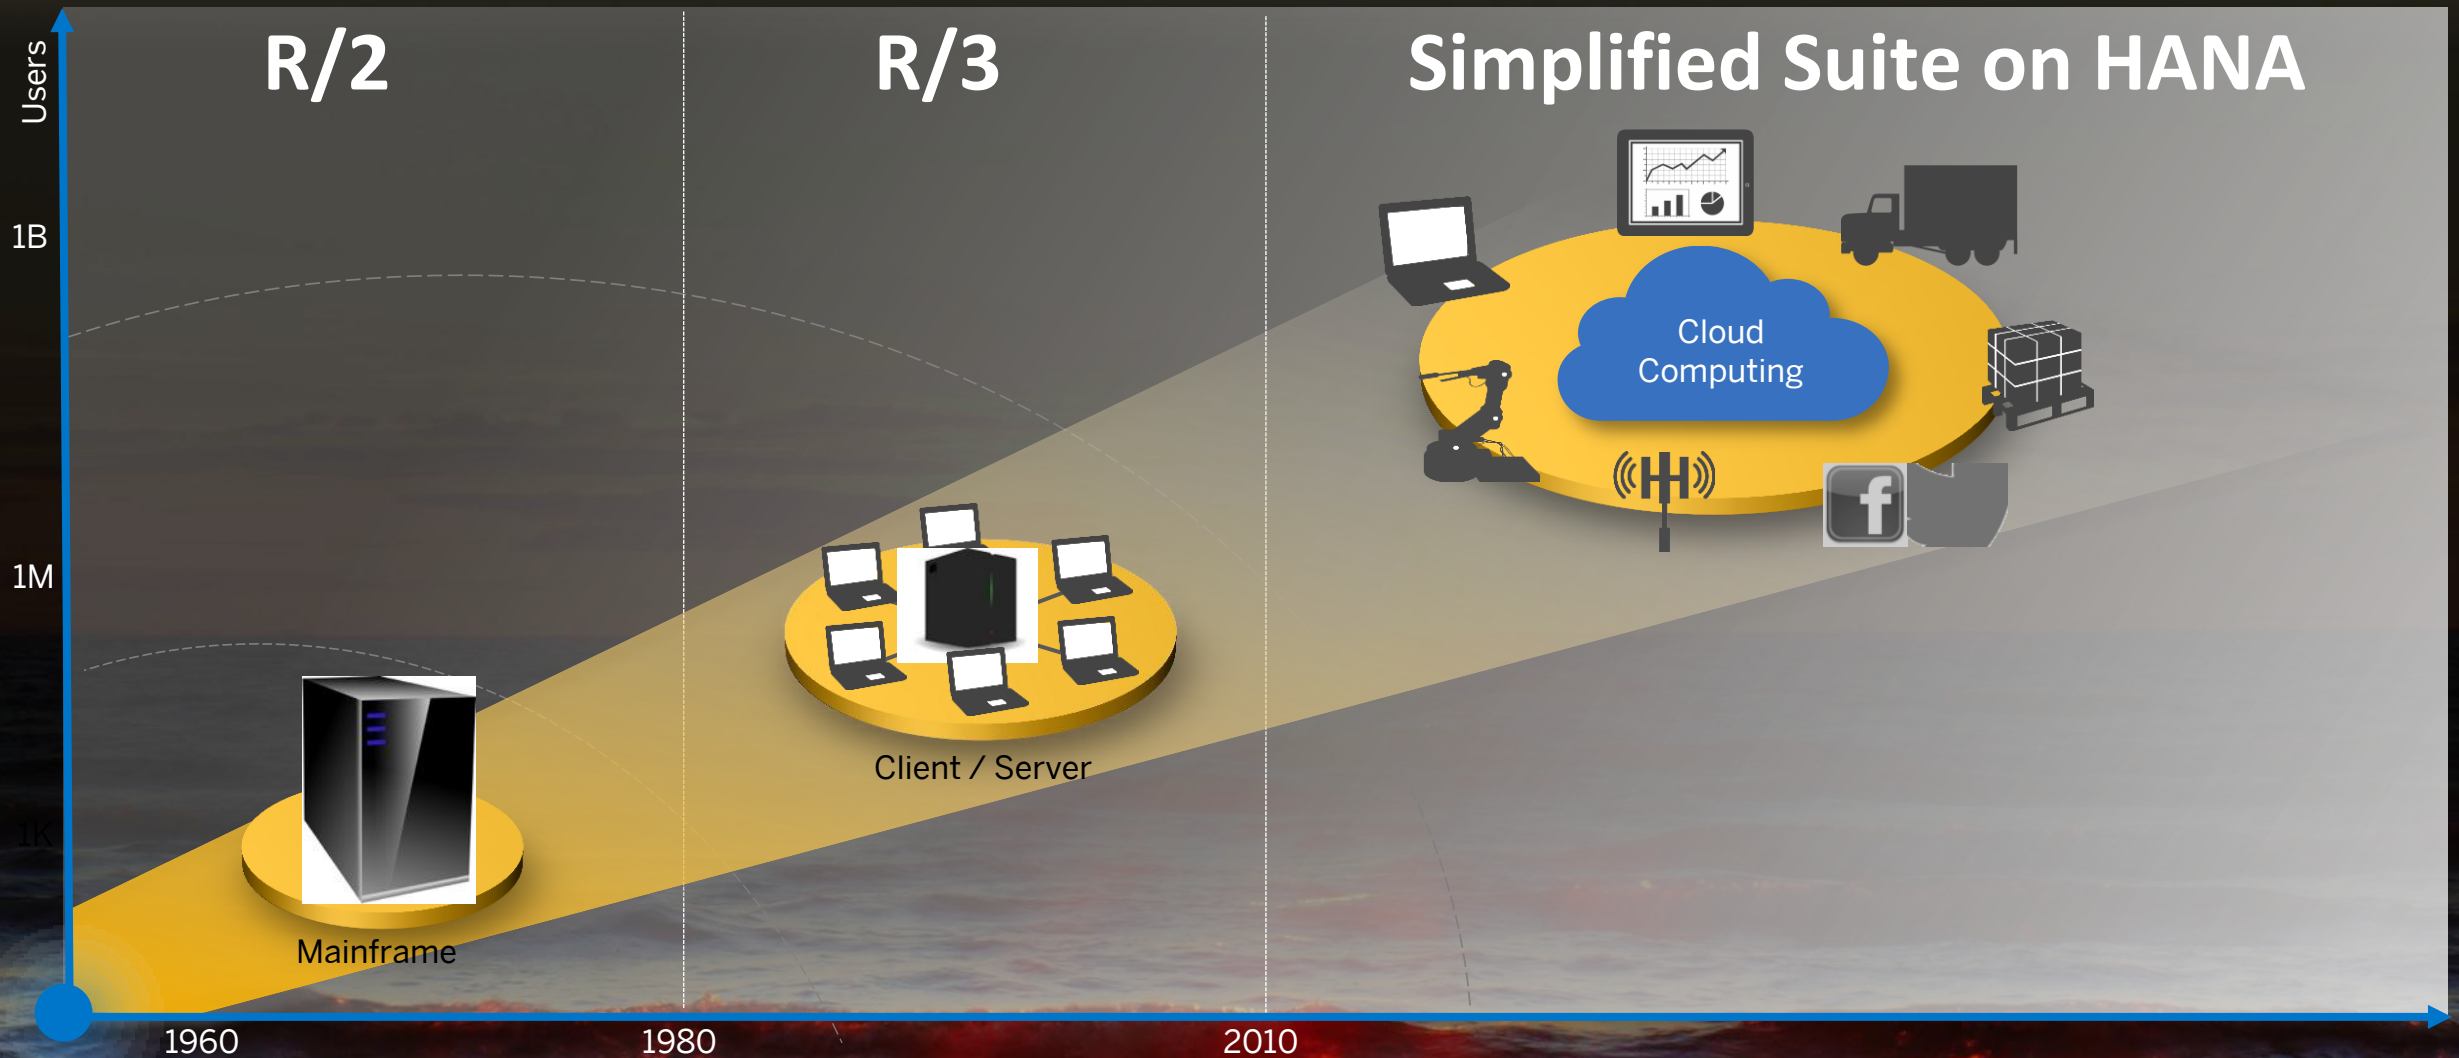 Users
R/2
R/3
Simplified Suite on HANA
1B
Cloud
Computing
1M
f
Client / Server
1K
Mainframe
1960
1980
2010